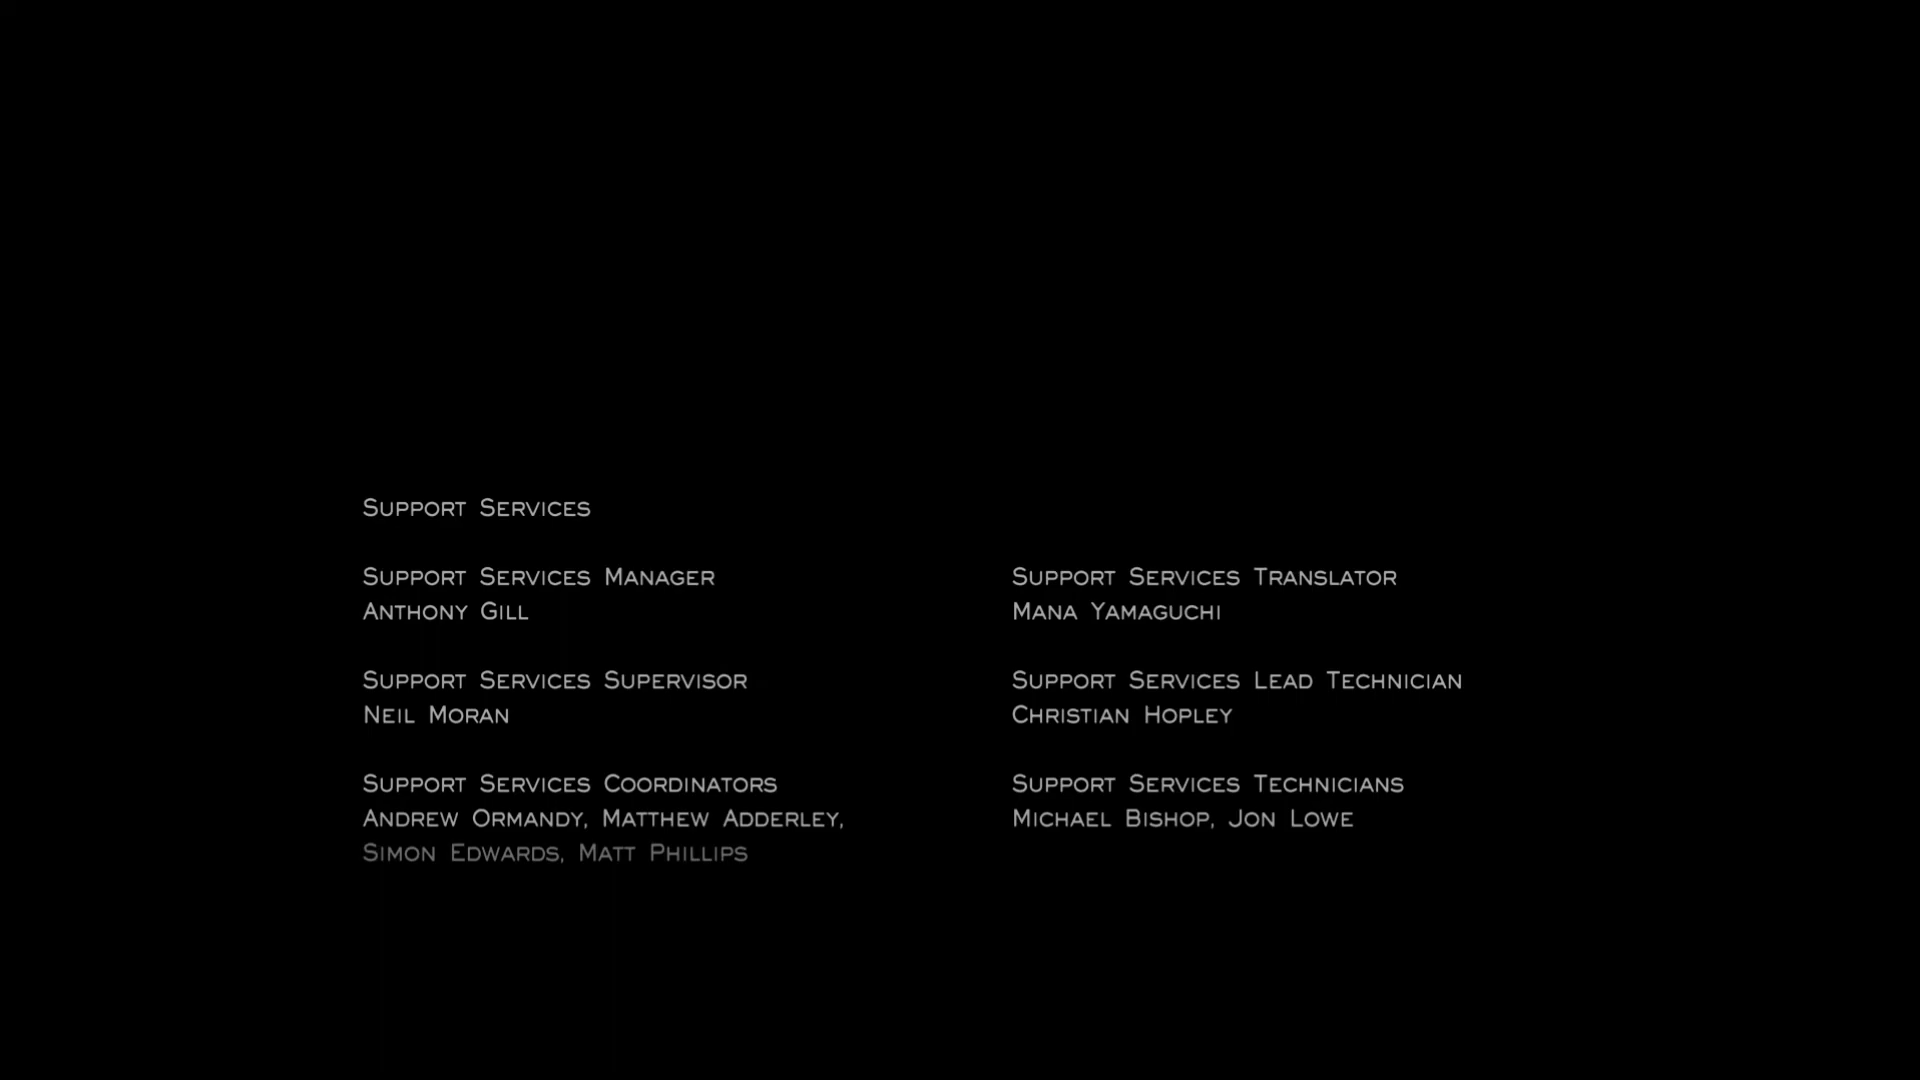 Support Services
Support Services Manager
Anthony Gill
Support Services Supervisor
Neil Moran
Support Services Coordinators
Andrew Ormandy, Matthew Adderley,
Simon Edwards, Matt Phillips
Support Services Translator
Mana Yamaguchi
Support Services Lead Technician
Christian Hopley
Support Services Technicians
Michael Bishop, Jon Lowe